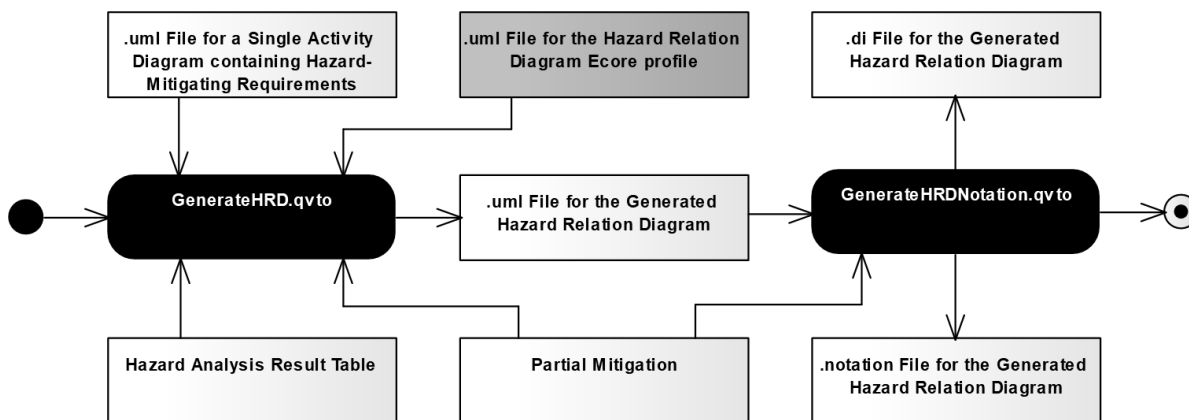 .uml File for a Single Activity
Diagram containing Hazard-
Mitigating Requirements
.uml File for the Hazard Relation
Diagram Ecore profile
.di File for the Generated
Hazard Relation Diagram
GenerateHRD.qvto
.uml File for the Generated
Hazard Relation Diagram
GenerateHRDNotation.qvto
Hazard Analysis Result Table
Partial Mitigation
.notation File for the Generated
Hazard Relation Diagram